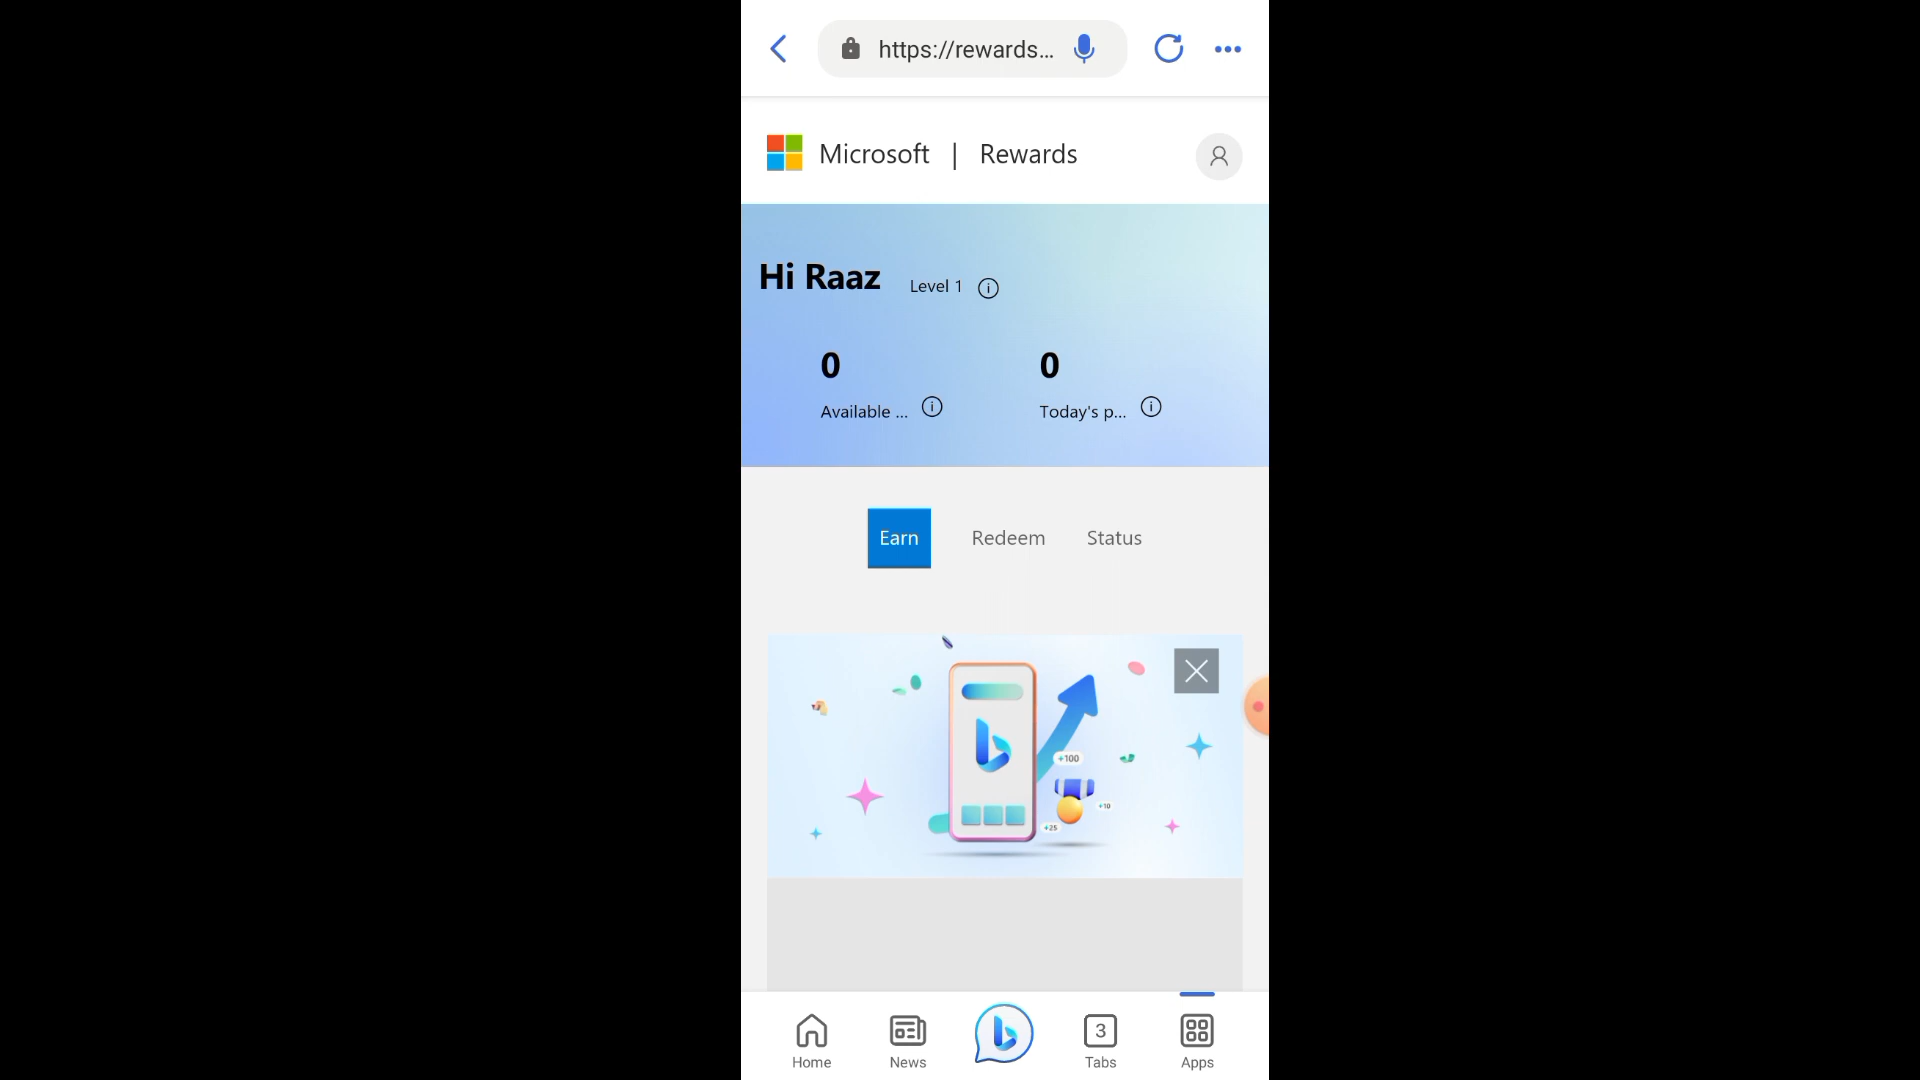 https://rewards...
Microsoft | Rewards
Hi Raaz Level 1
0 0
Available ... Today's p...
Earn Redeem Status
+100
+10
+25
3
Home News Tabs Apps